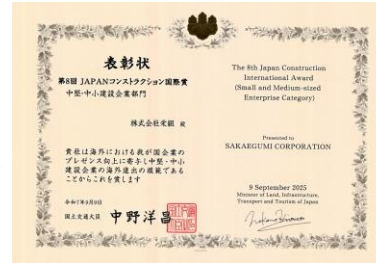 表彰状
第8回 JAPANコンストラクション国際賞
中堅・中小建設企業部門
株式会社栄組 殿
貴社は海外における我が国企業の
プレゼンス向上に寄与し中堅・中小
建設企業の海外進出の模範である
ことからこれを賞します
令和7年9月9日
国土交通大臣 中野洋昌
The 8th Japan Construction
International Award
(Small and Medium-sized
Enterprise Category)
Presented to
SAKAEGUMI CORPORATION
9 September 2025
Minister of Land, Infrastructure,
Transport and Tourism of Japan